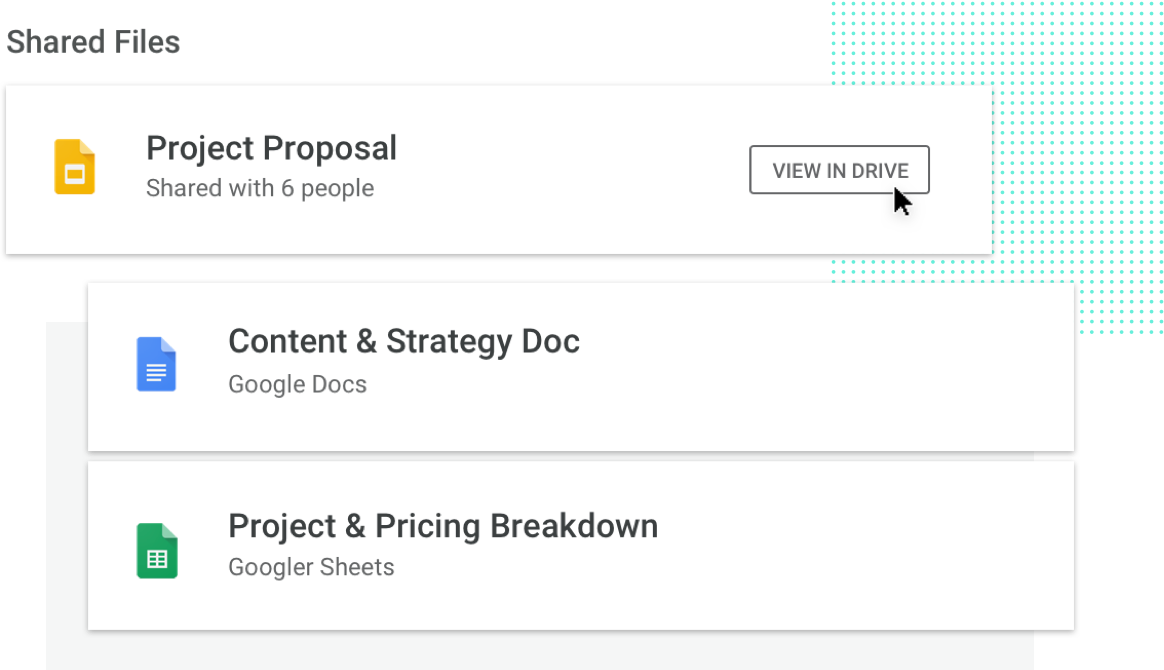 Shared Files
Project Proposal
Shared with 6 people
VIEW IN DRIVE
Content & Strategy Doc
Google Docs
Project & Pricing Breakdown
Googler Sheets